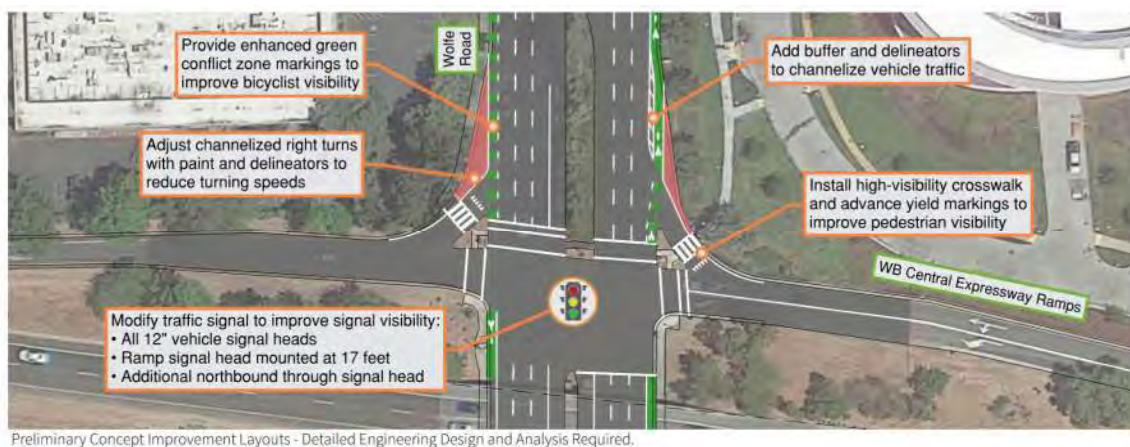 Provide enhanced green
conflict zone markings to
improve bicyclist visibility
Wolfe
Road
Add buffer and delineators
to channelize vehicle traffic
Adjust channelized right turns
with paint and delineators to
reduce turning speeds
Install high-visibility crosswalk
and advance yield markings to
improve pedestrian visibility
WB Central Expressway Ramps
Modify traffic signal to improve signal visibility:
• All 12" vehicle signal heads
• Ramp signal head mounted at 17 feet
• Additional northbound through signal head
Preliminary Concept Improvement Layouts - Detailed Engineering Design and Analysis Required.